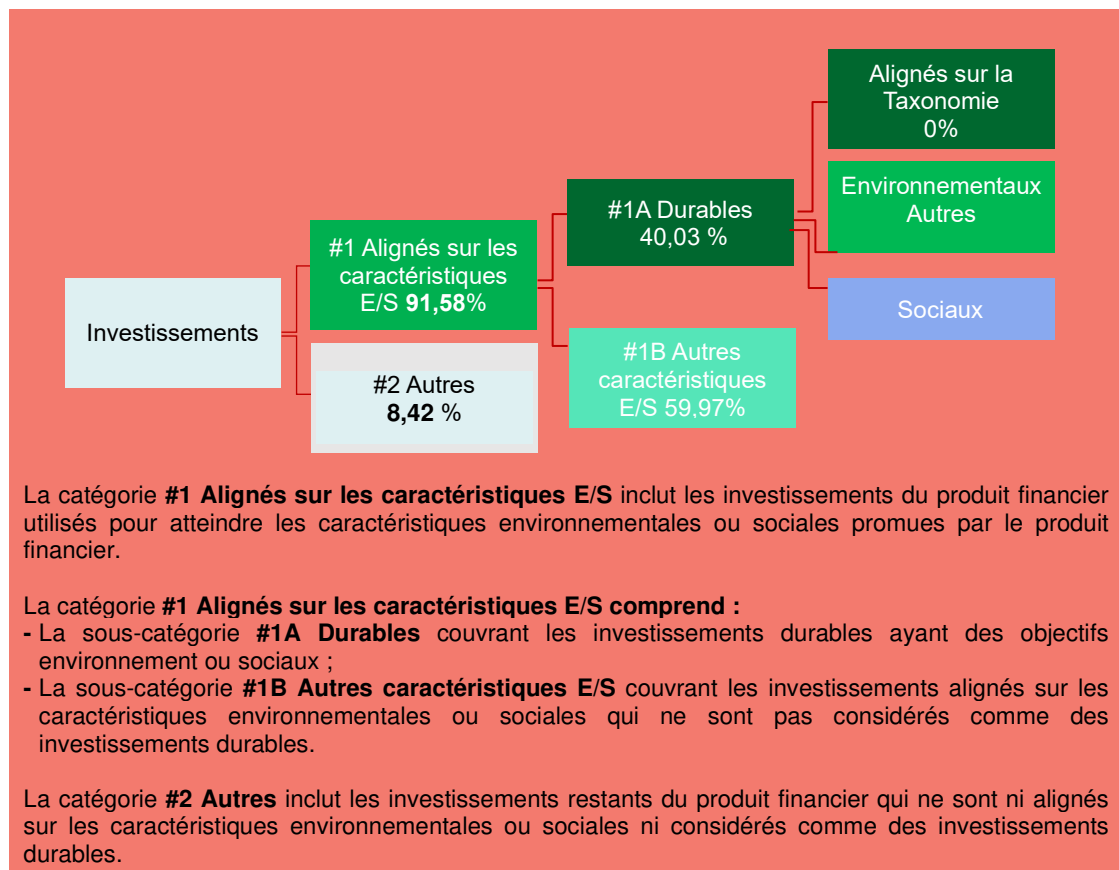 Investissements
#1 Alignés sur les
caractéristiques
E/S 91,58%
#2 Autres
8,42 %
#1A Durables
40,03 %
#1B Autres
caractéristiques
E/S 59,97%
Alignés sur la
Taxonomie
0%
Environnementaux
Autres
Sociaux
La catégorie #1 Alignés sur les caractéristiques E/S inclut les investissements du produit financier
utilisés pour atteindre les caractéristiques environnementales ou sociales promues par le produit
financier.
La catégorie #1 Alignés sur les caractéristiques E/S comprend :
- La sous-catégorie #1A Durables couvrant les investissements durables ayant des objectifs
environnement ou sociaux ;
- La sous-catégorie #1B Autres caractéristiques E/S couvrant les investissements alignés sur les
caractéristiques environnementales ou sociales qui ne sont pas considérés comme des
investissements durables.
La catégorie #2 Autres inclut les investissements restants du produit financier qui ne sont ni alignés
sur les caractéristiques environnementales ou sociales ni considérés comme des investissements
durables.